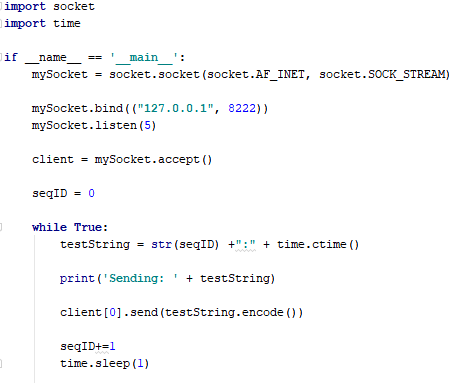 import socket
import time
if __name__ == '__main__':
mySocket = socket.socket(socket.AF_INET, socket.SOCK_STREAM)
mySocket.bind(("127.0.0.1", 8222))
mySocket.listen(5)
client = mySocket.accept()
seqID = 0
while True:
testString = str(seqID) +":" + time.ctime()
print('Sending: ' + testString)
client[0].send(testString.encode())
seqID+=1
time.sleep(1)